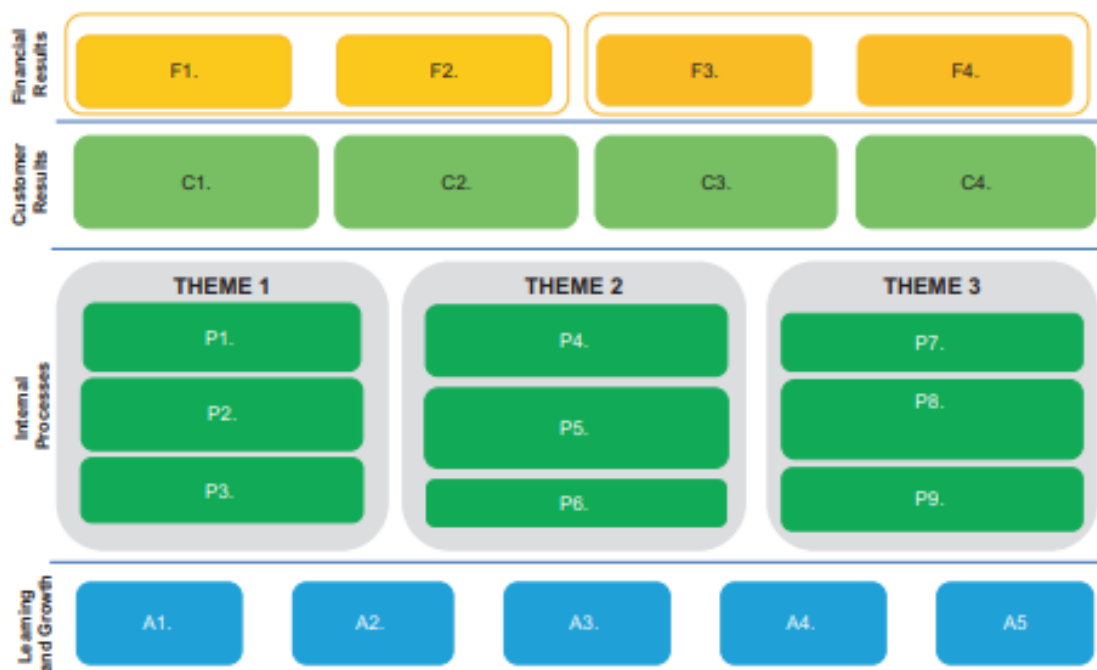 Financial
Results
F1.
F2.
F3.
F4.
Customer
Results
C1.
C2.
C3.
C4.
Internal
Processes
THEME 1
P1.
P2.
P3.
THEME 2
P4.
P5.
P6.
THEME 3
P7.
P8.
P9.
Learning
and Growth
A1.
A2.
A3.
A4.
A5